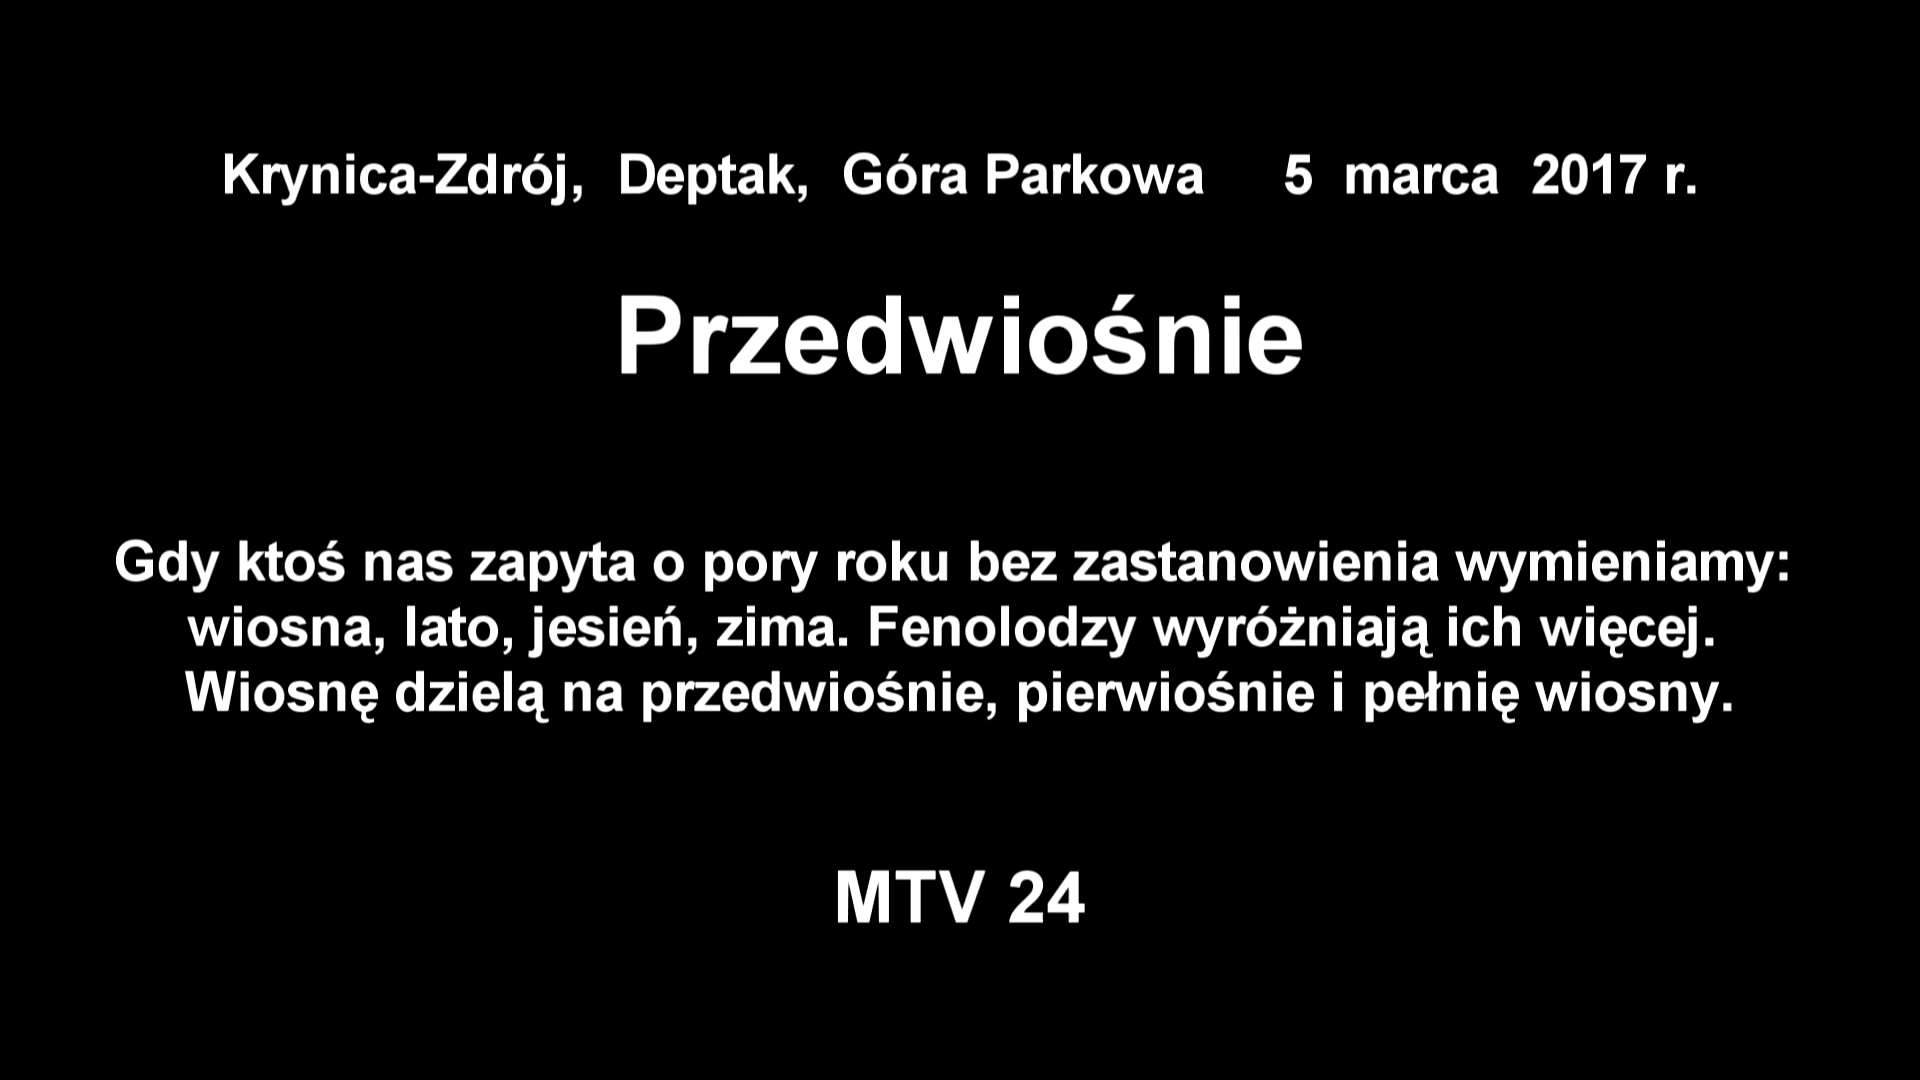 Krynica-Zdrój, Deptak, Góra Parkowa 5 marca 2017 r.
Przedwiośnie
Gdy ktoś nas zapyta o pory roku bez zastanowienia wymieniamy:
wiosna, lato, jesień, zima. Fenolodzy wyróżniają ich więcej.
Wiosnę dzielą na przedwiośnie, pierwiośnie i pełnię wiosny.
MTV 24